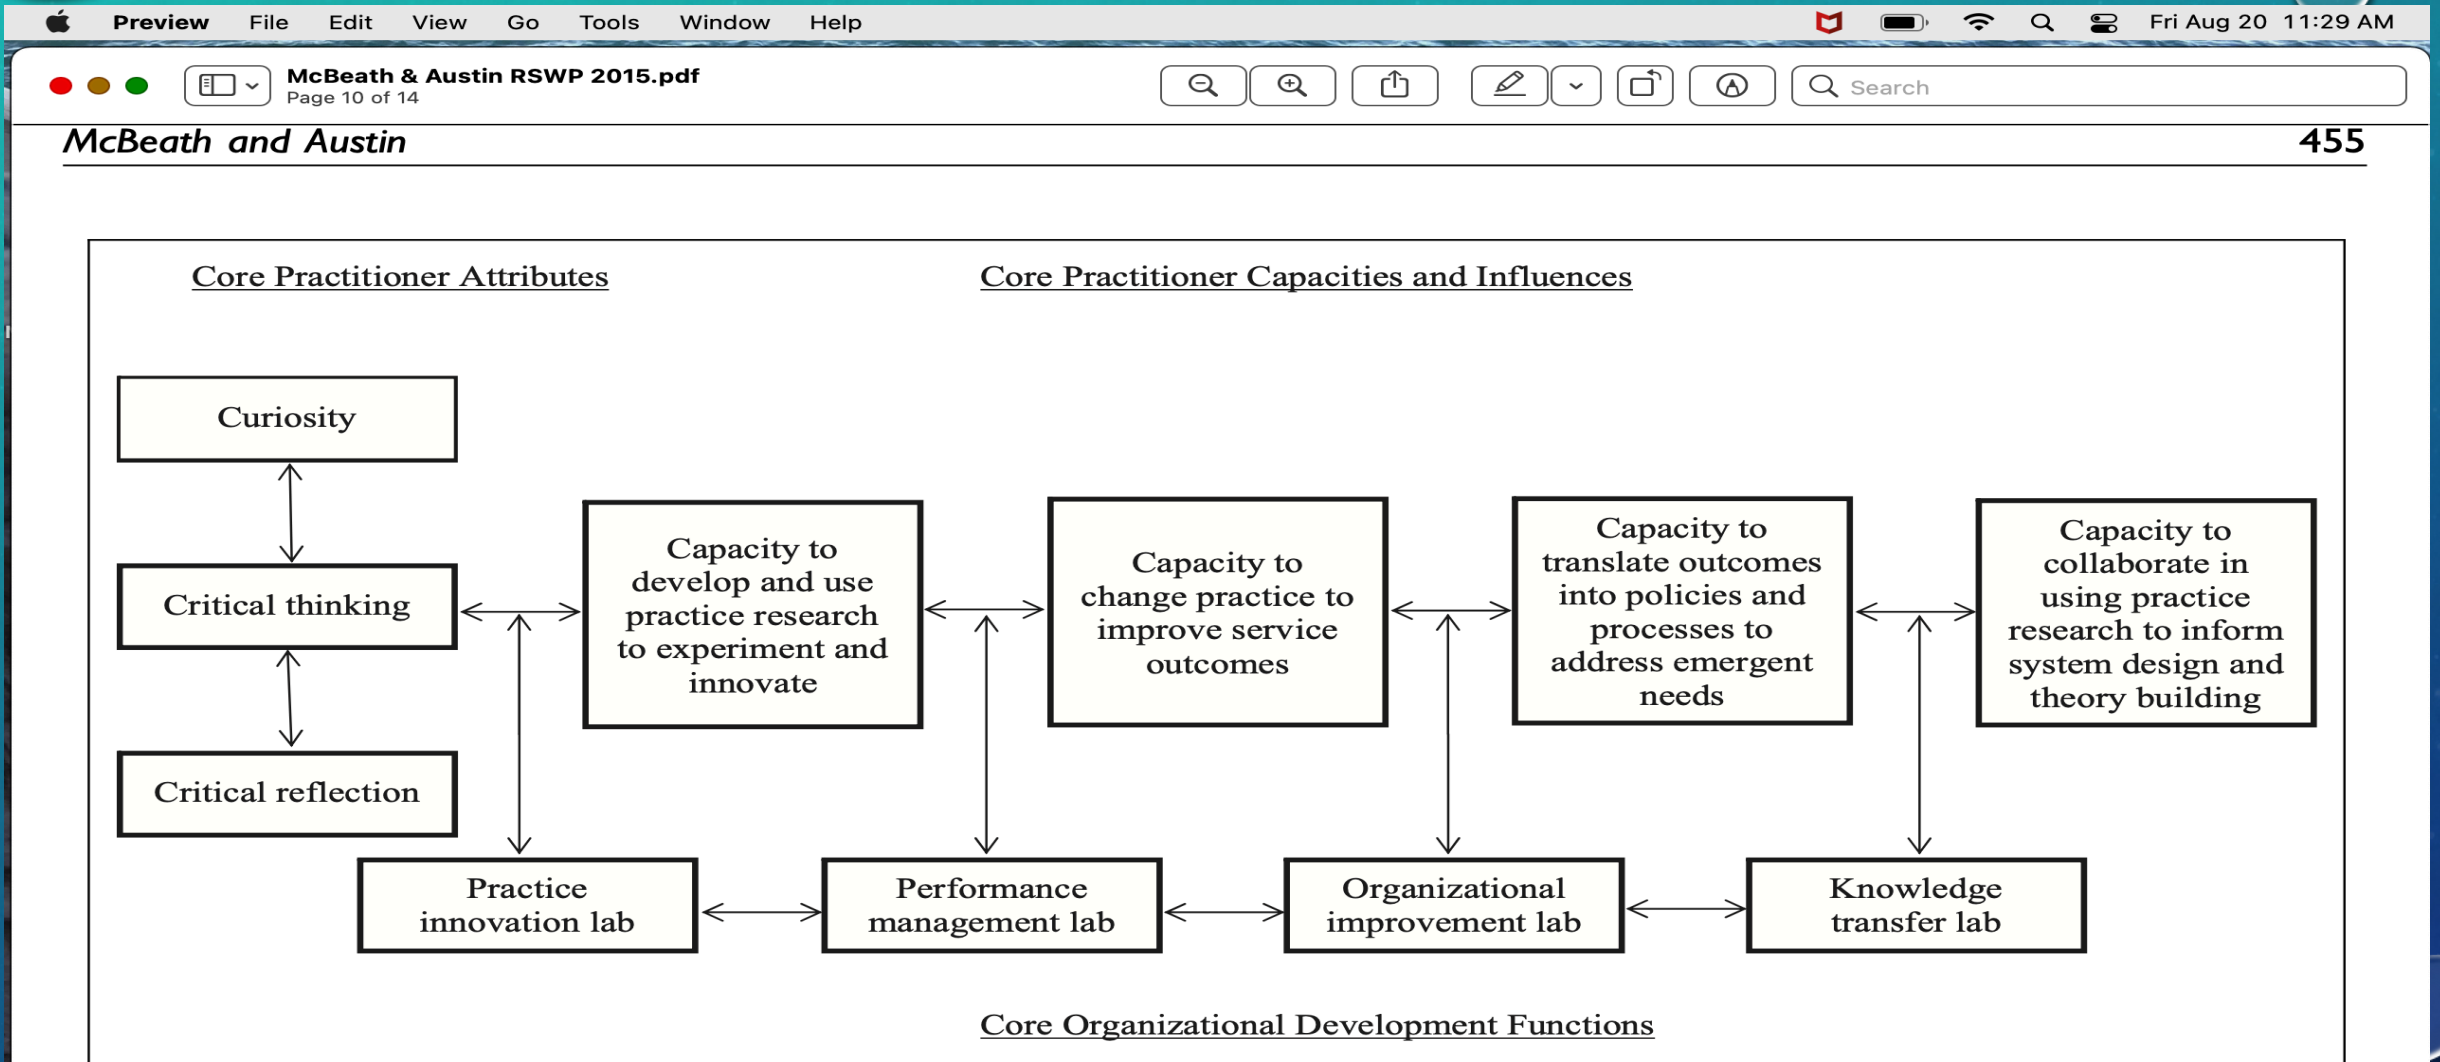 Preview File Edit View Go Tools Window Help Fri Aug 20 11:29 AM
McBeath & Austin RSWP 2015.pdf
Page 10 of 14
Search
McBeath and Austin 455
Core Practitioner Attributes
Core Practitioner Capacities and Influences
Curiosity
Critical thinking
Critical reflection
Capacity to
develop and use
practice research
to experiment and
innovate
Capacity to
change practice to
improve service
outcomes
Capacity to
translate outcomes
into policies and
processes to
address emergent
needs
Capacity to
collaborate in
using practice
research to inform
system design and
theory building
Practice
innovation lab
Performance
management lab
Organizational
improvement lab
Knowledge
transfer lab
Core Organizational Development Functions